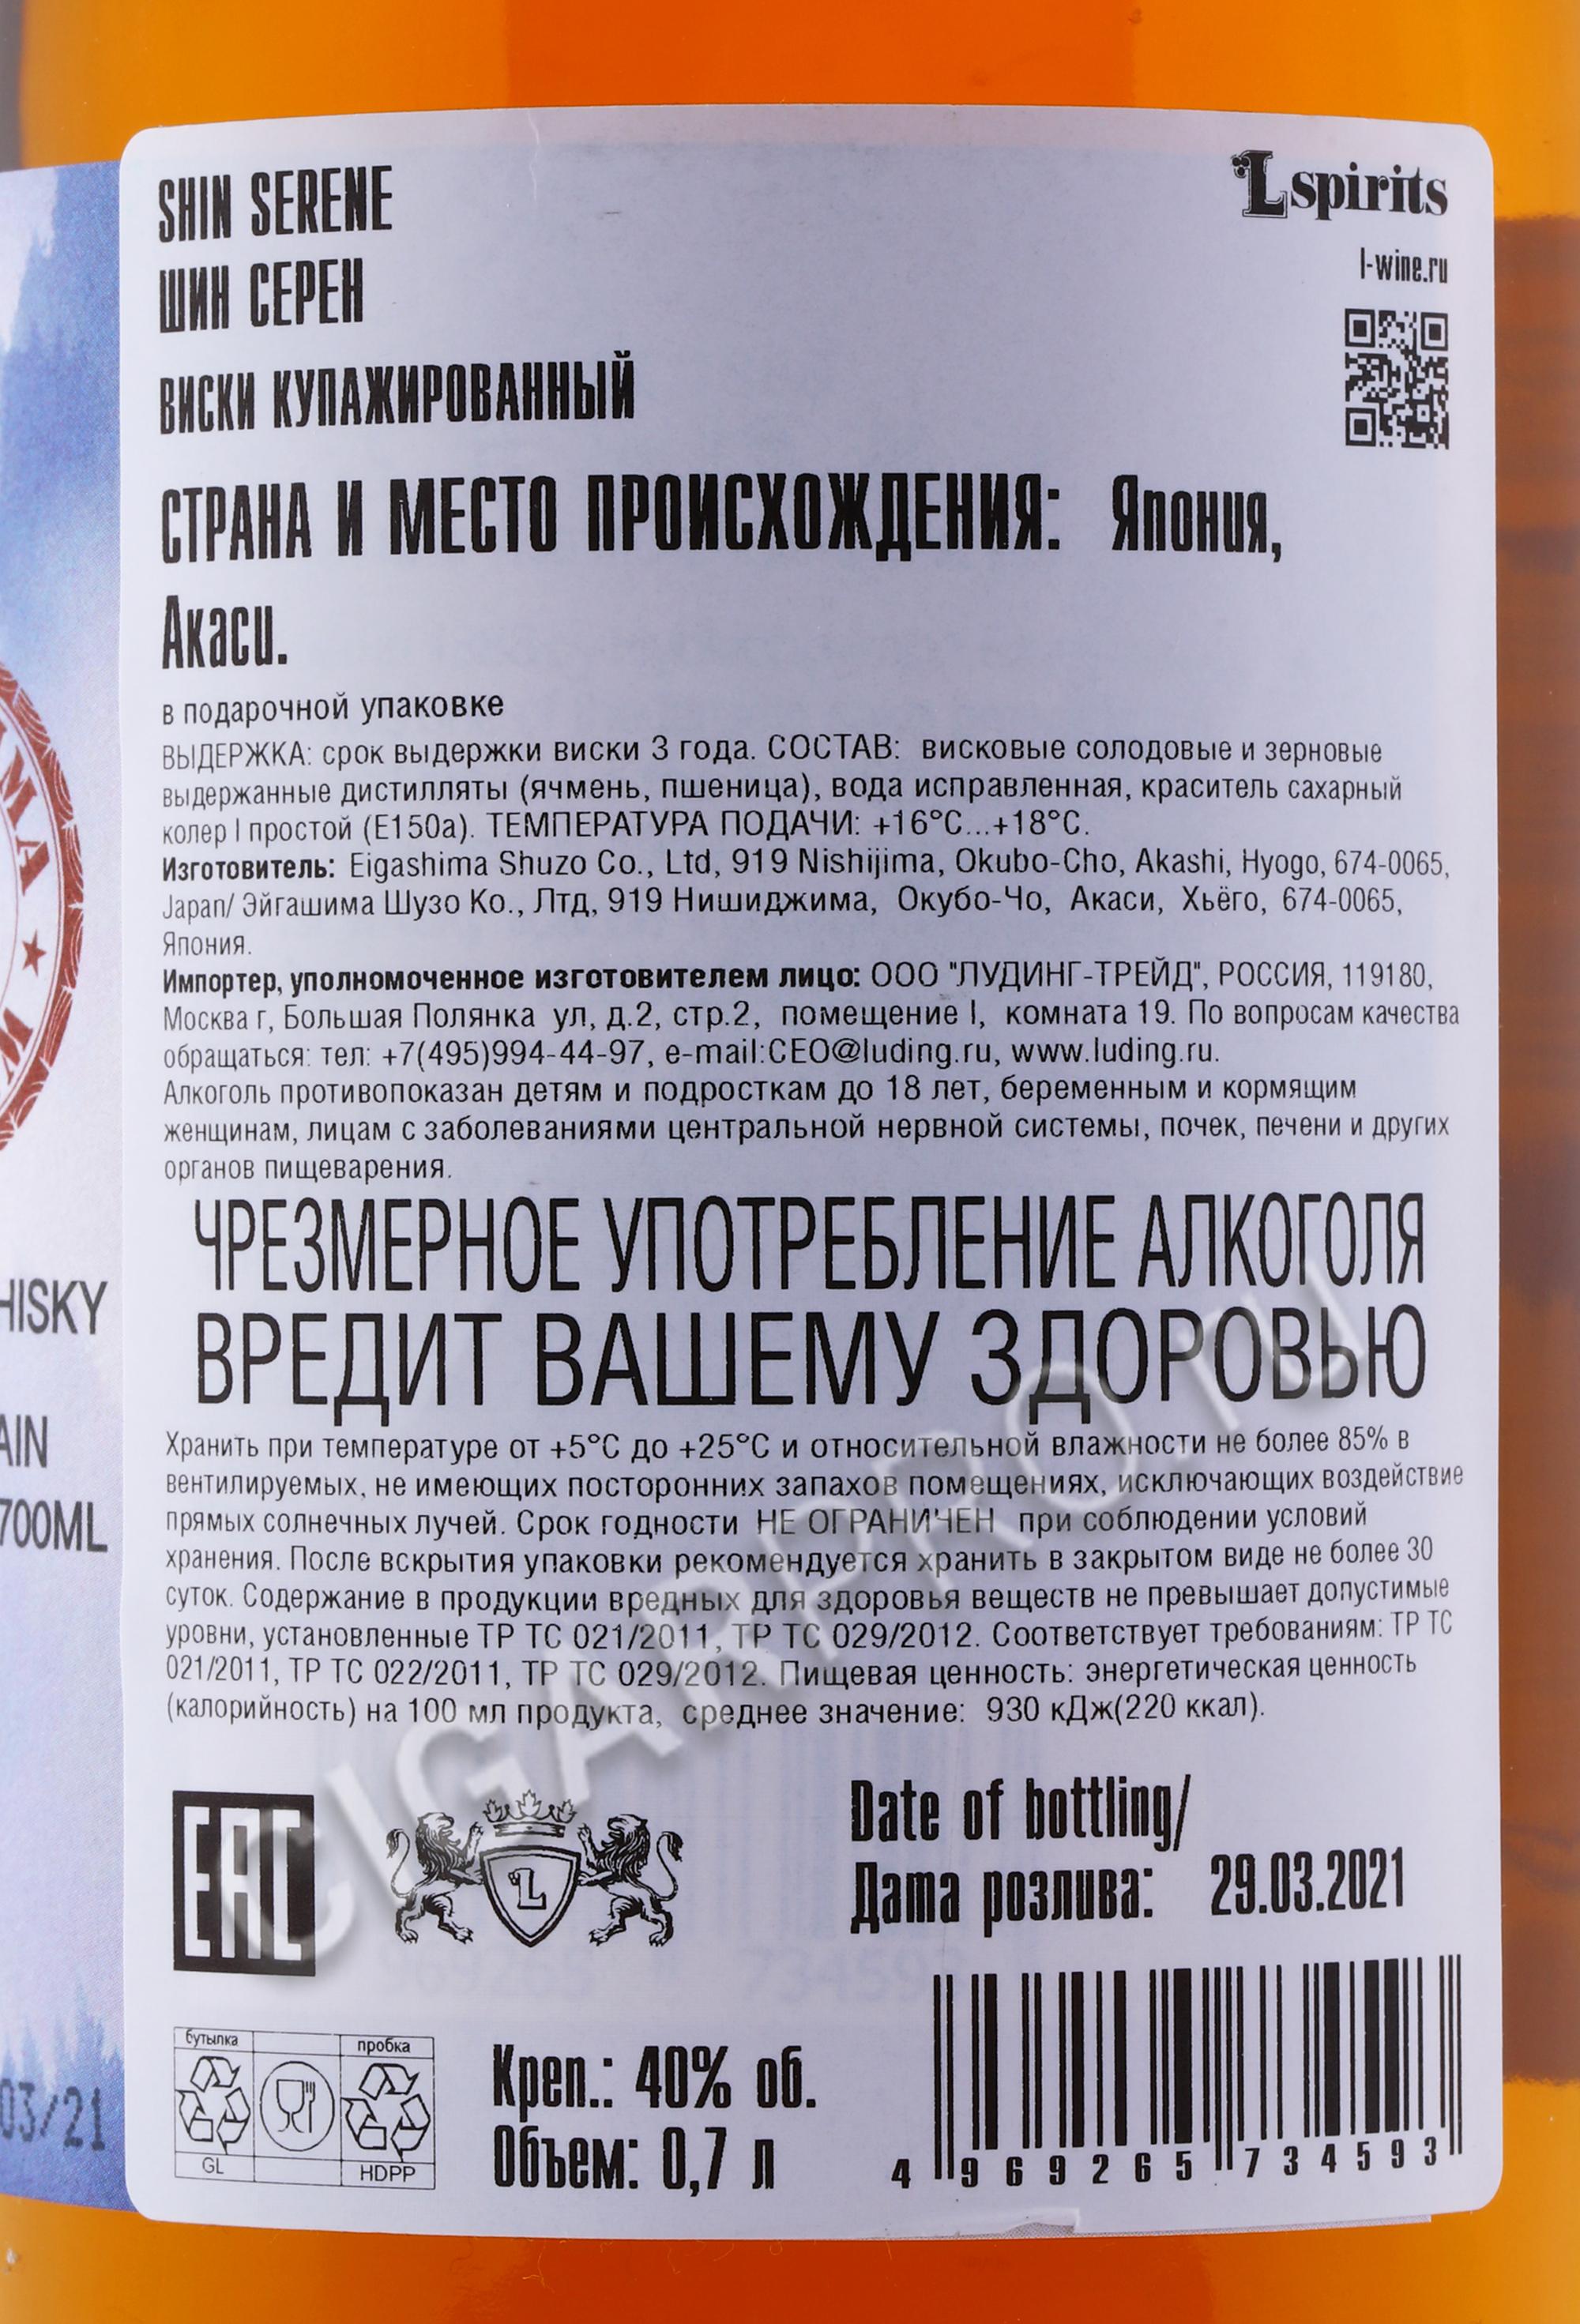 SHIN SERENE
ШИН СЕРЕН
ВИСКИ КУПАЖИРОВАННЫЙ
СТРАНА И МЕСТО ПРОИСХОЖДЕНИЯ: Япония,
Акаси.
L spirits
l-wine.ru
в подарочной упаковке
ВЫДЕРЖКА: срок выдержки виски 3 года. СОСТАВ: висковые солодовые и зерновые
выдержанные дистилляты (ячмень, пшеница), вода исправленная, краситель сахарный
колер I простой (Е150а). ТЕМПЕРАТУРА ПОДАЧИ: +16°С...+18°С.
Изготовитель: Eigashima Shuzo Co., Ltd, 919 Nishijima, Okubo-Cho, Akashi, Hyogo, 674-0065,
Japan/ Эйгашима Шузо Ко., Лтд, 919 Нишиджима, Окубо-Чо, Акаси, Хьёго, 674-0065,
Япония.
Импортер, уполномоченное изготовителем лицо: ООО "ЛУДИНГ-ТРЕЙД", РОССИЯ, 119180,
Москва г, Большая Полянка ул, д.2, стр.2, помещение I, комната 19. По вопросам качества
обращаться: тел: +7(495)994-44-97, e-mail:CEO@luding.ru, www.luding.ru.
Алкоголь противопоказан детям и подросткам до 18 лет, беременным и кормящим
женщинам, лицам с заболеваниями центральной нервной системы, почек, печени и других
органов пищеварения.
ЧРЕЗМЕРНОЕ УПОТРЕБЛЕНИЕ АЛКОГОЛЯ
ВРЕДИТ ВАШЕМУ ЗДОРОВЬЮ
Хранить при температуре от +5°С до +25°С и относительной влажности не более 85% в
вентилируемых, не имеющих посторонних запахов помещениях, исключающих воздействие
прямых солнечных лучей. Срок годности НЕ ОГРАНИЧЕН при соблюдении условий
хранения. После вскрытия упаковки рекомендуется хранить в закрытом виде не более 30
суток. Содержание в продукции вредных для здоровья веществ не превышает допустимые
уровни, установленные ТР ТС 021/2011, ТР ТС 029/2012. Соответствует требованиям: ТР ТС
021/2011, ТР ТС 022/2011, ТР ТС 029/2012. Пищевая ценность: энергетическая ценность
(калорийность) на 100 мл продукта, среднее значение: 930 кДж(220 ккал).
CIGARPRO.ru
EAC
L
Date of bottling/
Дата розлива: 29.03.2021
бутылка
пробка
GL
HDPP
Креп.: 40% об.
Объем: 0,7 л
4 969265 734593
700ML
03/21